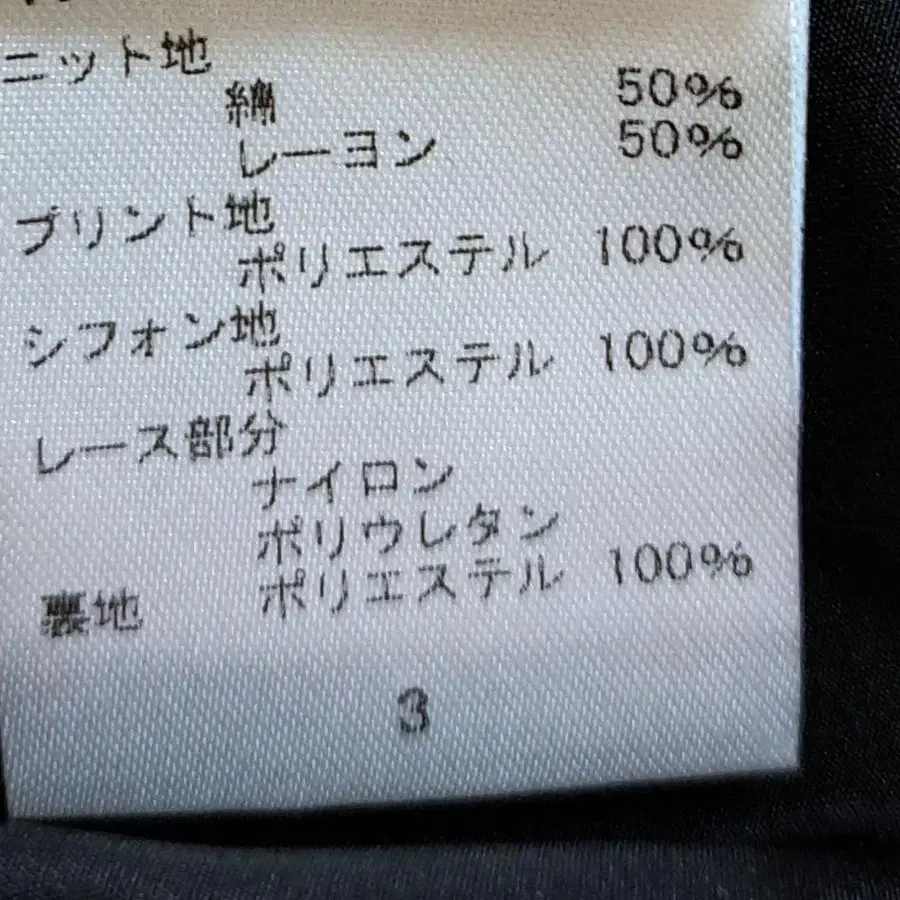 ニット地
綿 50%
レーヨン 50%
プリント地
ポリエステル 100%
シフォン地
ポリエステル 100%
レース部分
ナイロン
ポリウレタン
裏地 ポリエステル 100%
3